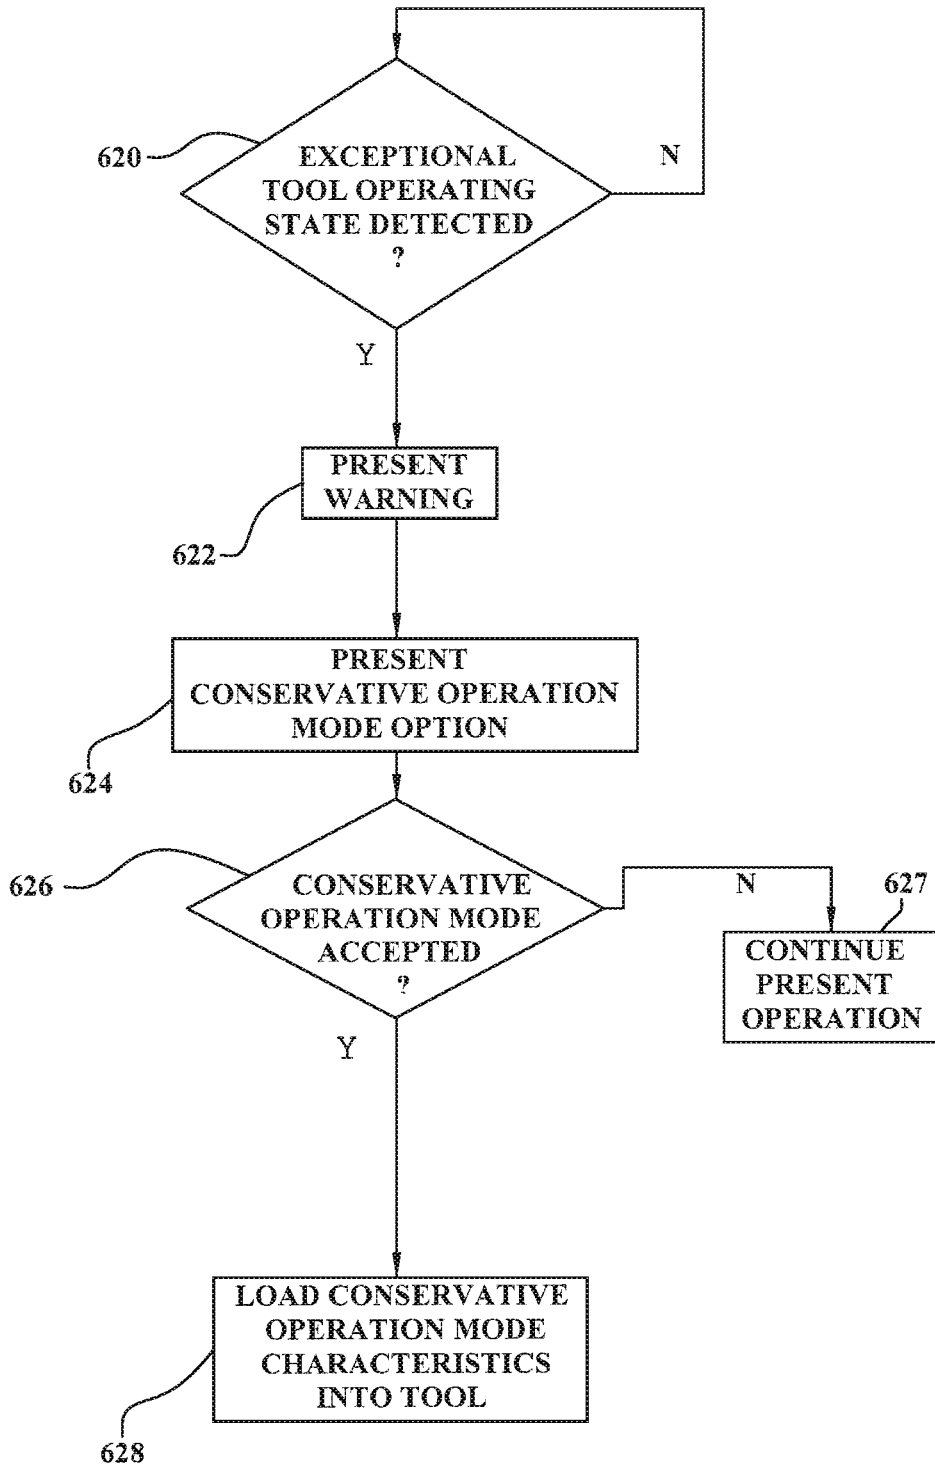 620
EXCEPTIONAL
TOOL OPERATING
STATE DETECTED
?
N
Y
PRESENT
WARNING
622
PRESENT
CONSERVATIVE OPERATION
MODE OPTION
624
626
CONSERVATIVE
OPERATION MODE
ACCEPTED
?
N
627
CONTINUE
PRESENT
OPERATION
Y
LOAD CONSERVATIVE
OPERATION MODE
CHARACTERISTICS
INTO TOOL
628